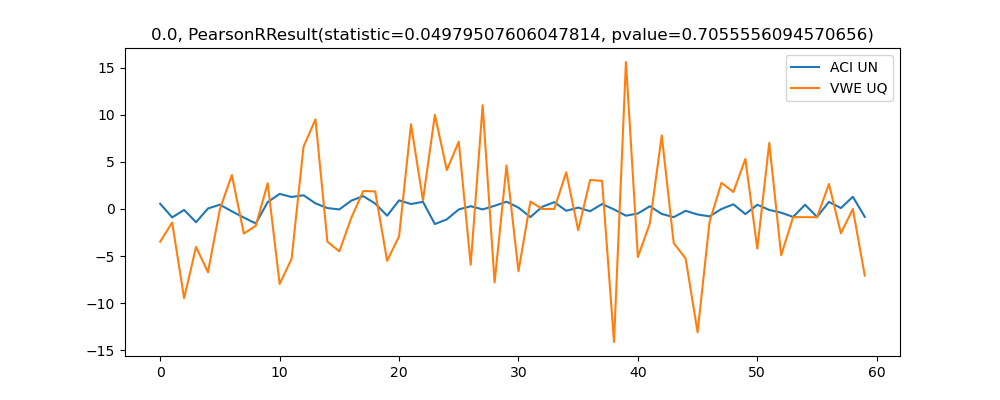 0.0, PearsonRResult(statistic=0.04979507606047814, pvalue=0.7055556094570656)
ACI UN
VWE UQ
15
10
5
0
−5
−10
−15
0 10 20 30 40 50 60